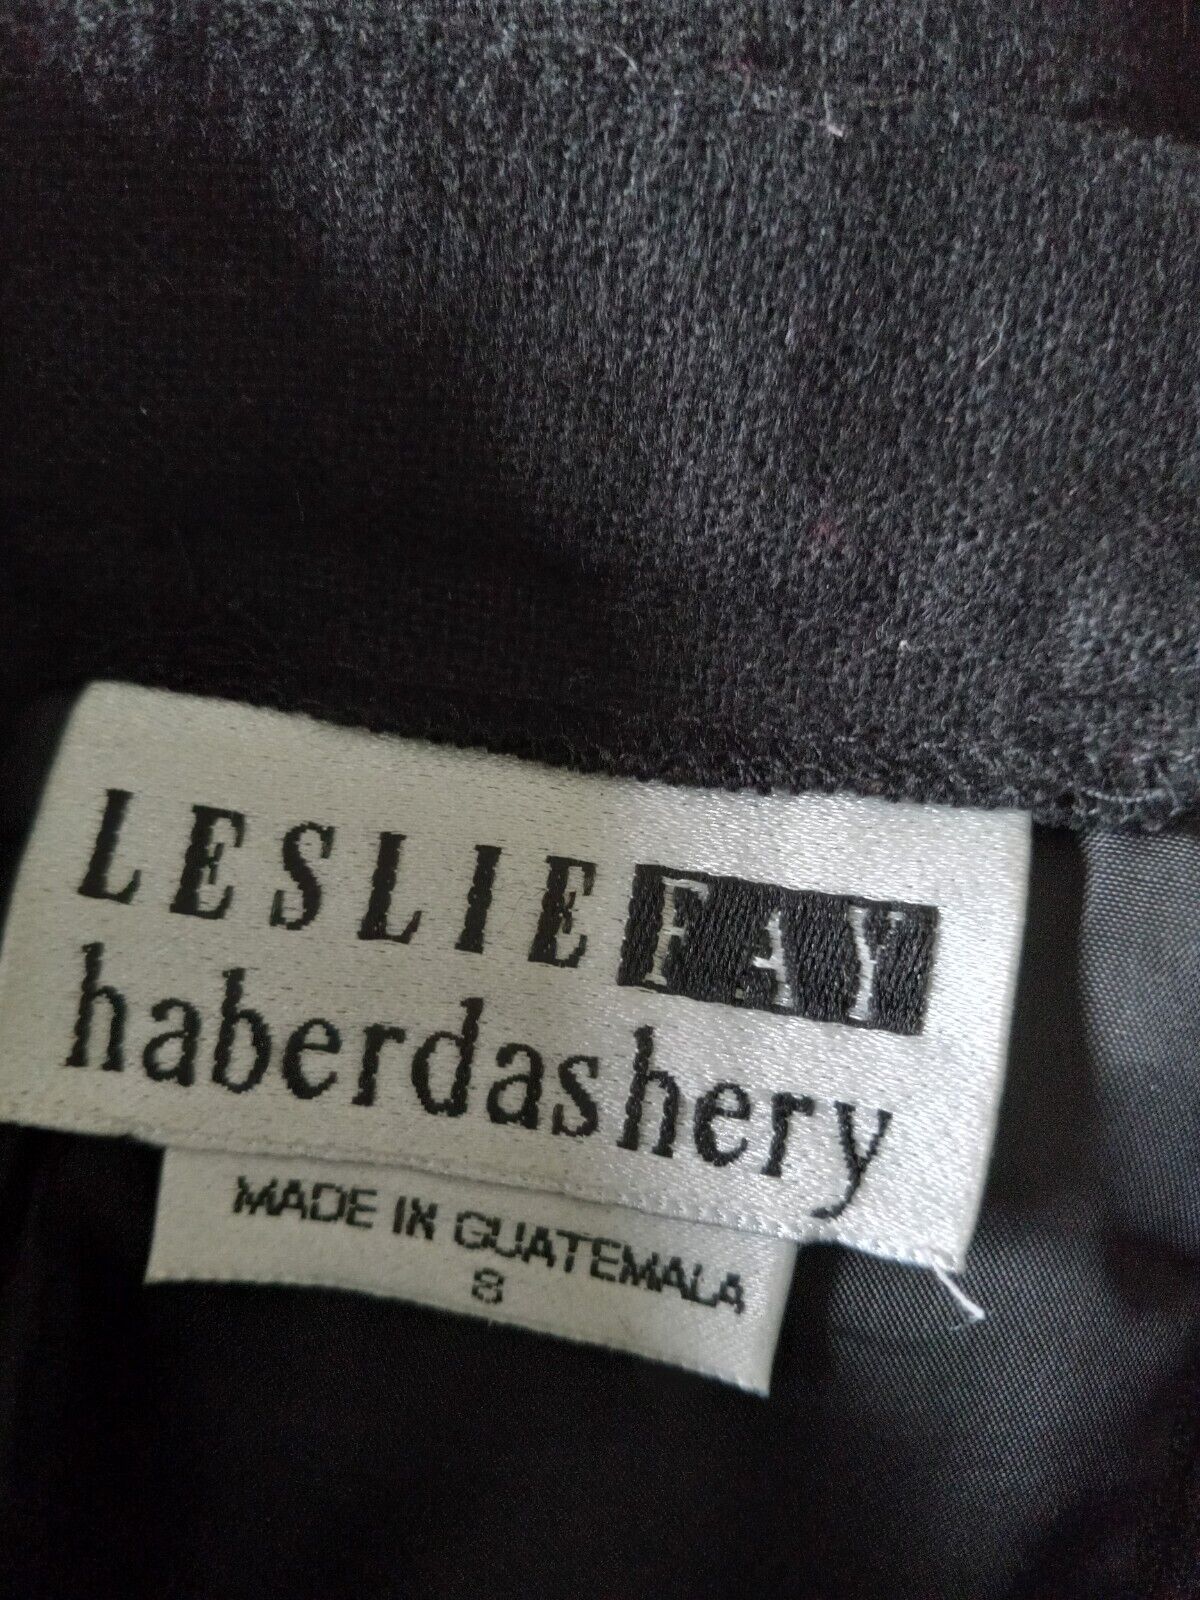 LESLIE FAY
haberdashery
MADE IN GUATEMALA
8